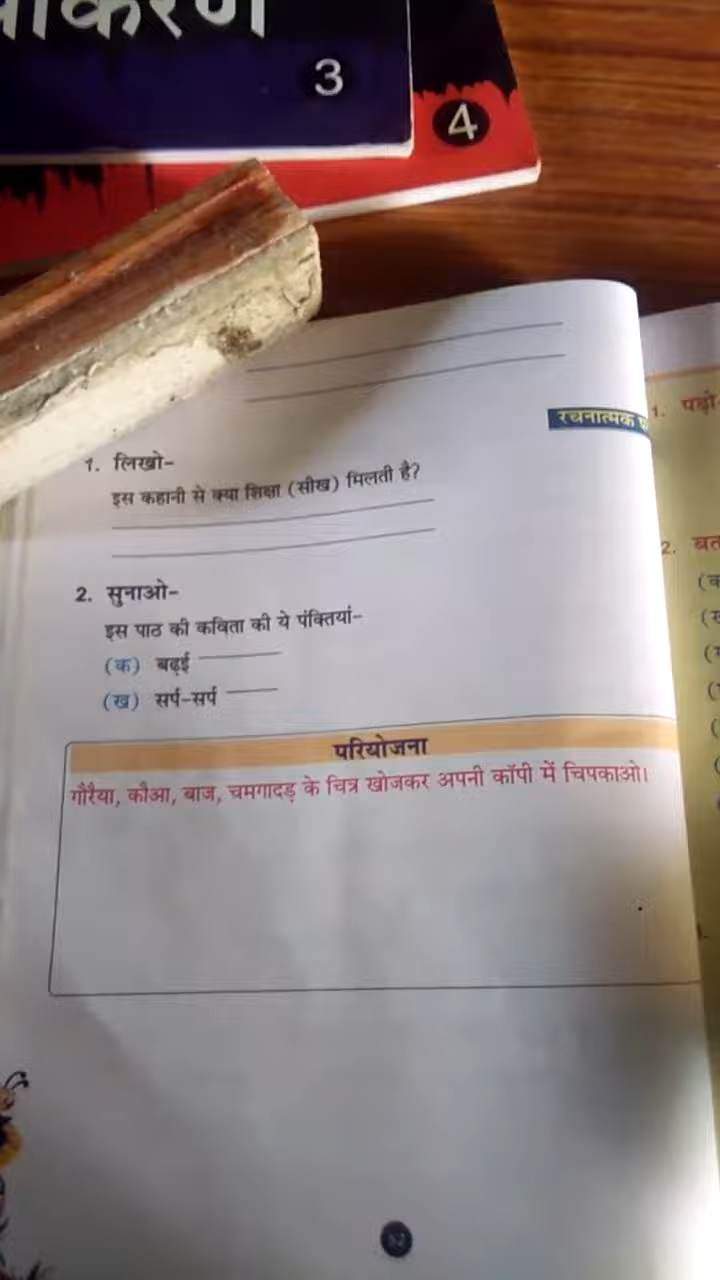 3
4
रचनात्मक
1. पढ़ो
1. लिखो-
इस कहानी से क्या शिक्षा (सीख) मिलती है?
2. सुनाओ-
इस पाठ की कविता की ये पंक्तियां-
(क) बढ़ई
(ख) सर्प-सर्प
परियोजना
गौरैया, कौआ, बाज, चमगादड़ के चित्र खोजकर अपनी कॉपी में चिपकाओ।
2.
52